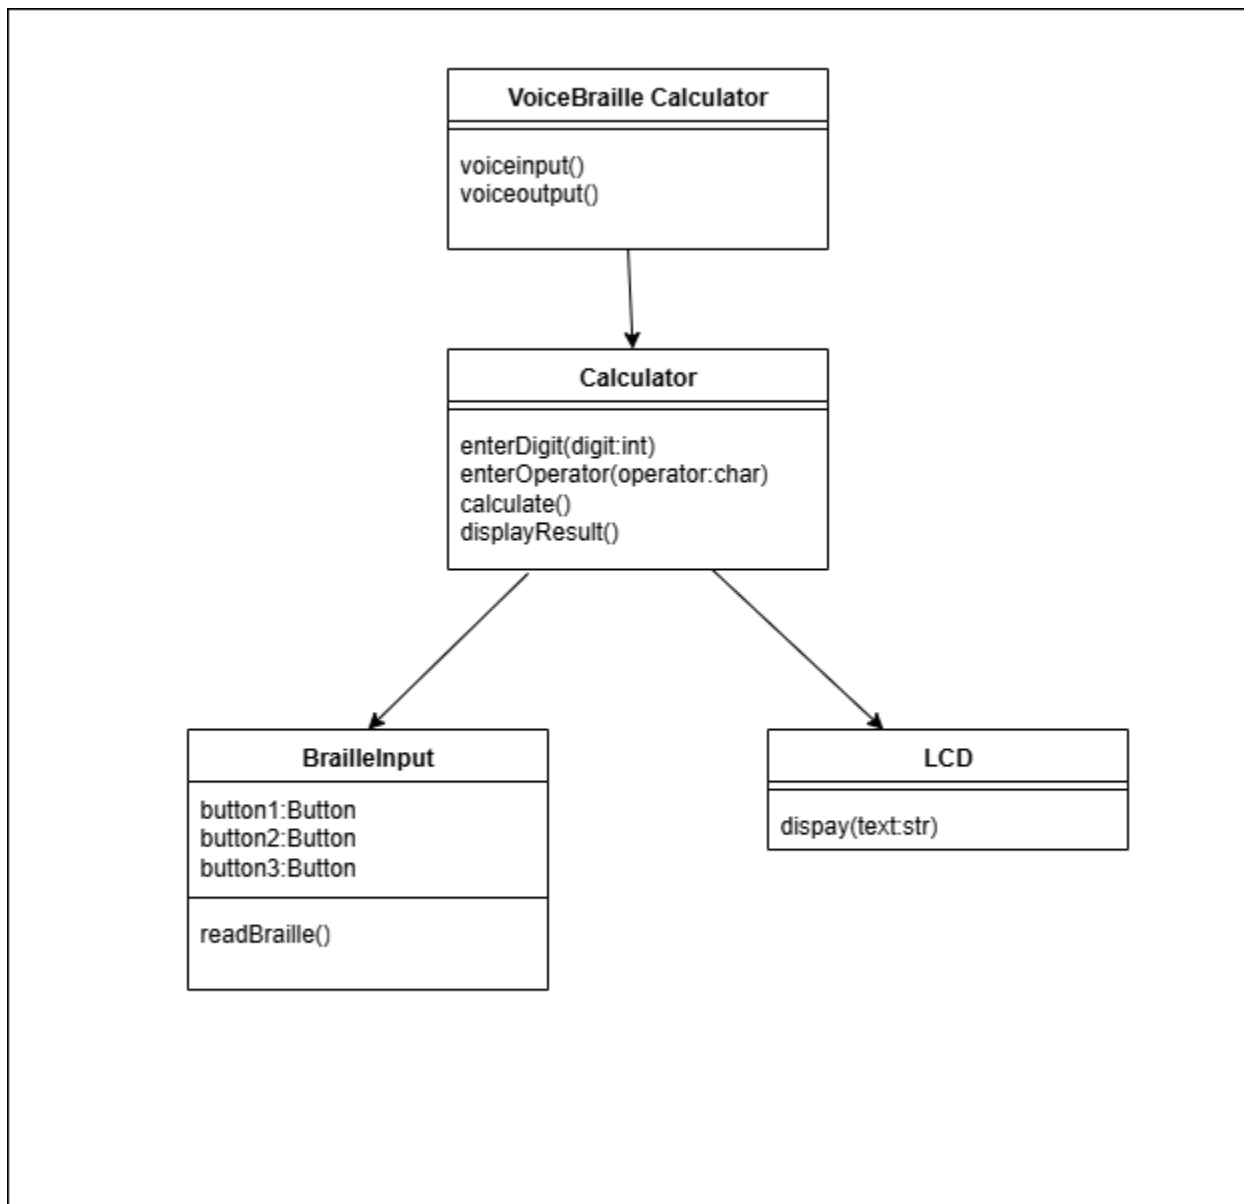 VoiceBraille Calculator
voiceinput()
voiceoutput()
Calculator
enterDigit(digit:int)
enterOperator(operator:char)
calculate()
displayResult()
BrailleInput
button1:Button
button2:Button
button3:Button
readBraille()
LCD
dispay(text:str)